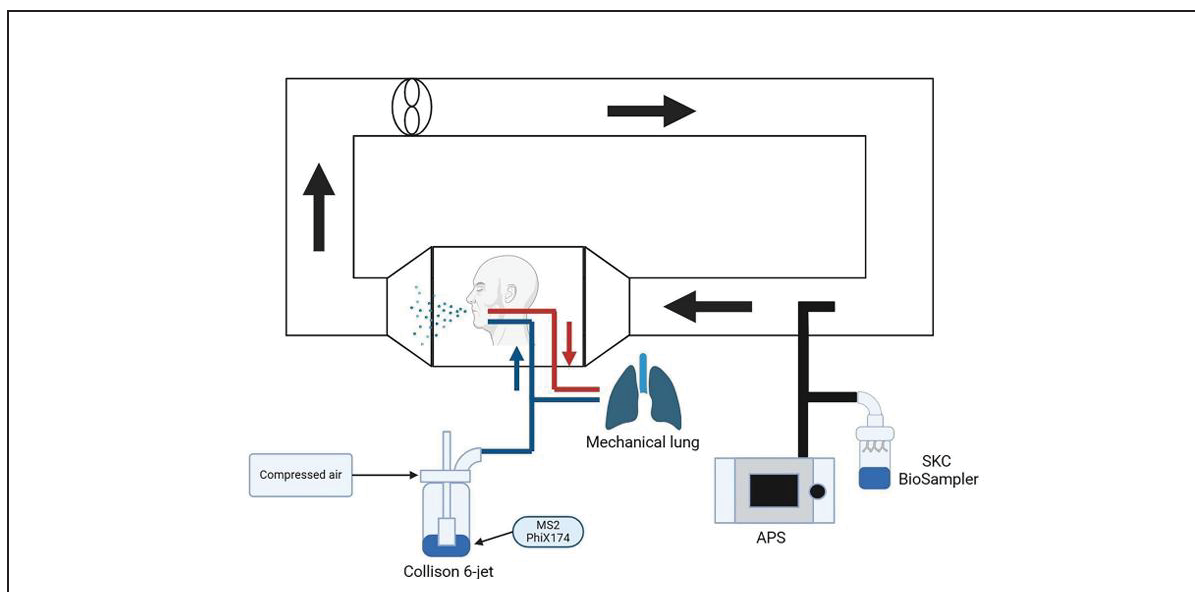 Mechanical lung
Compressed air
SKC
BioSampler
MS2
PhiX174
APS
Collison 6-jet